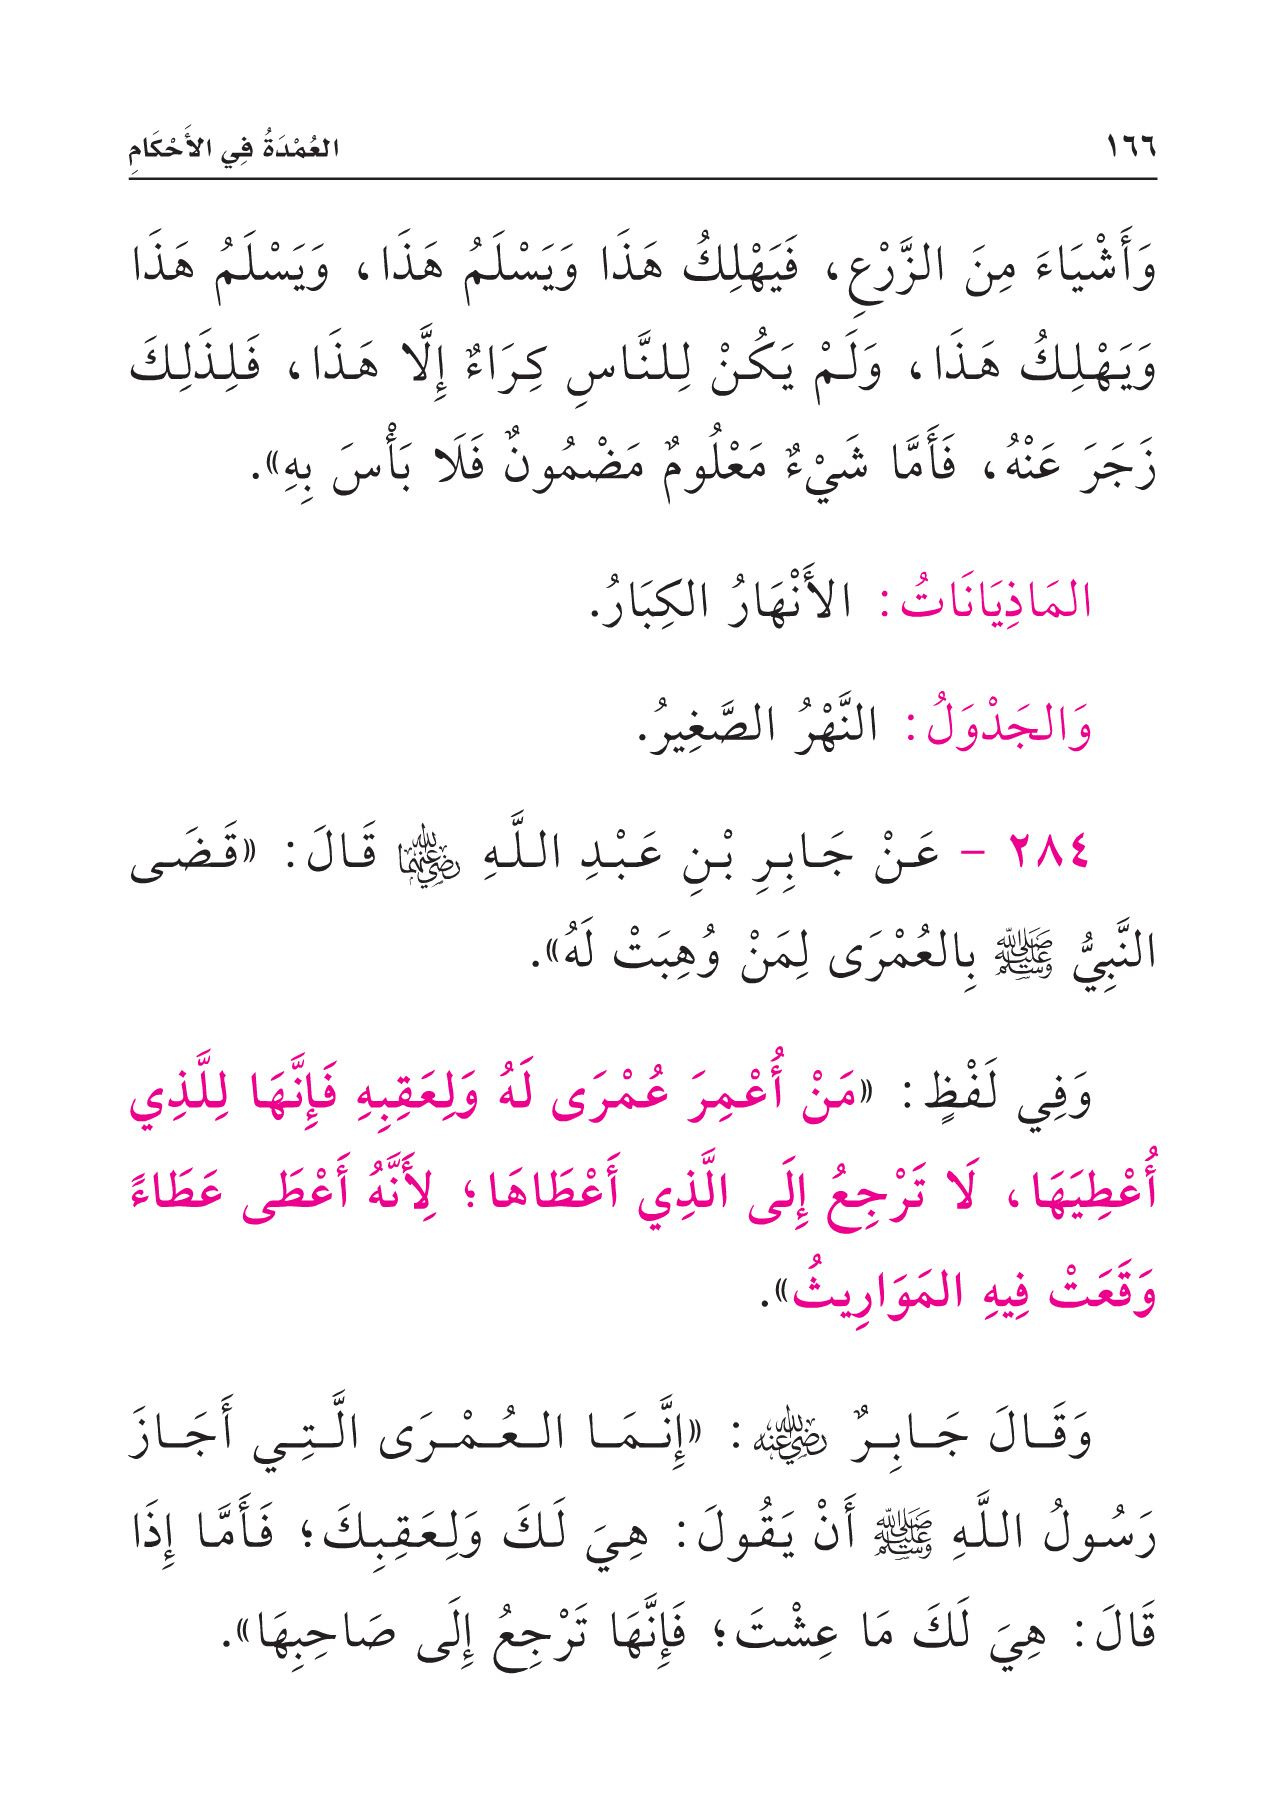 ١٦٦
العُمْدَةُ فِي الأَحْكَامِ
وَأَشْيَاءَ مِنَ الزَّرْعِ، فَيَهْلِكُ هَذَا وَيَسْلَمُ هَذَا، وَيَسْلَمُ هَذَا
وَيَهْلِكُ هَذَا، وَلَمْ يَكُنْ لِلنَّاسِ كِرَاءٌ إِلَّا هَذَا، فَلِذَلِكَ
زَجَرَ عَنْهُ، فَأَمَّا شَيْءٌ مَعْلُومٌ مَضْمُونٌ فَلَا بَأْسَ بِهِ».
المَاذِيَانَاتُ: الأَنْهَارُ الكِبَارُ.
وَالجَدْوَلُ: النَّهْرُ الصَّغِيرُ.
٢٨٤ - عَنْ جَابِرِ بْنِ عَبْدِ اللَّهِ رضي الله عنهما قَالَ: «قَضَى
النَّبِيُّ ﷺ بِالعُمْرَى لِمَنْ وُهِبَتْ لَهُ».
وَفِي لَفْظٍ: «مَنْ أُعْمِرَ عُمْرَى لَهُ وَلِعَقِبِهِ فَإِنَّهَا لِلَّذِي
أُعْطِيَهَا، لَا تَرْجِعُ إِلَى الَّذِي أَعْطَاهَا؛ لِأَنَّهُ أَعْطَى عَطَاءً
وَقَعَتْ فِيهِ المَوَارِيثُ».
وَقَالَ جَابِرٌ رضي الله عنه: «إِنَّمَا العُمْرَى الَّتِي أَجَازَ
رَسُولُ اللَّهِ ﷺ أَنْ يَقُولَ: هِيَ لَكَ وَلِعَقِبِكَ؛ فَأَمَّا إِذَا
قَالَ: هِيَ لَكَ مَا عِشْتَ؛ فَإِنَّهَا تَرْجِعُ إِلَى صَاحِبِهَا».